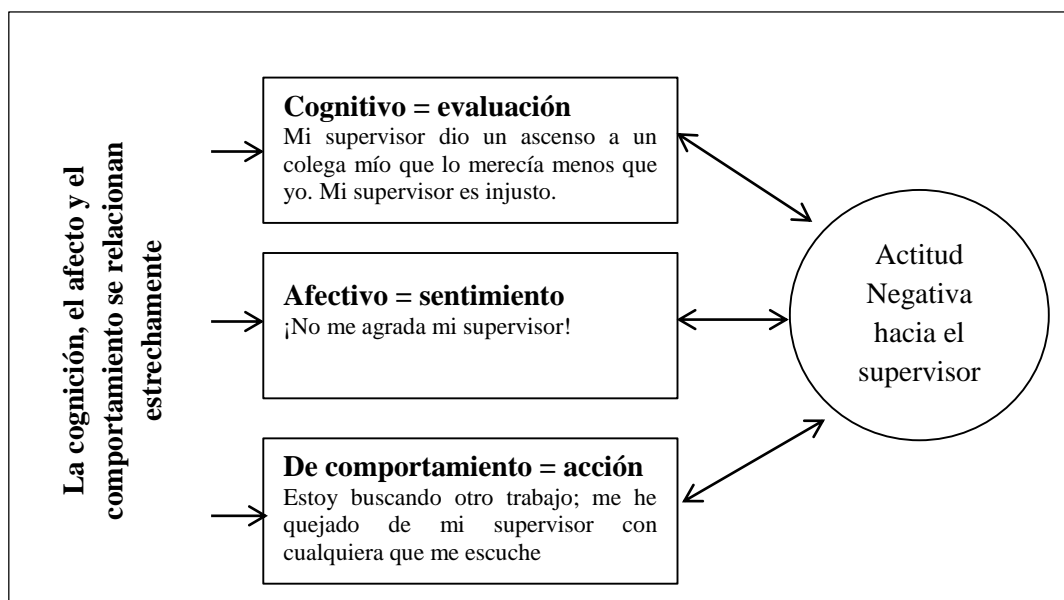 La cognición, el afecto y el
comportamiento se relacionan
estrechamente
Cognitivo = evaluación
Mi supervisor dio un ascenso a un
colega mío que lo merecía menos que
yo. Mi supervisor es injusto.
Afectivo = sentimiento
¡No me agrada mi supervisor!
De comportamiento = acción
Estoy buscando otro trabajo; me he
quejado de mi supervisor con
cualquiera que me escuche
Actitud
Negativa
hacia el
supervisor